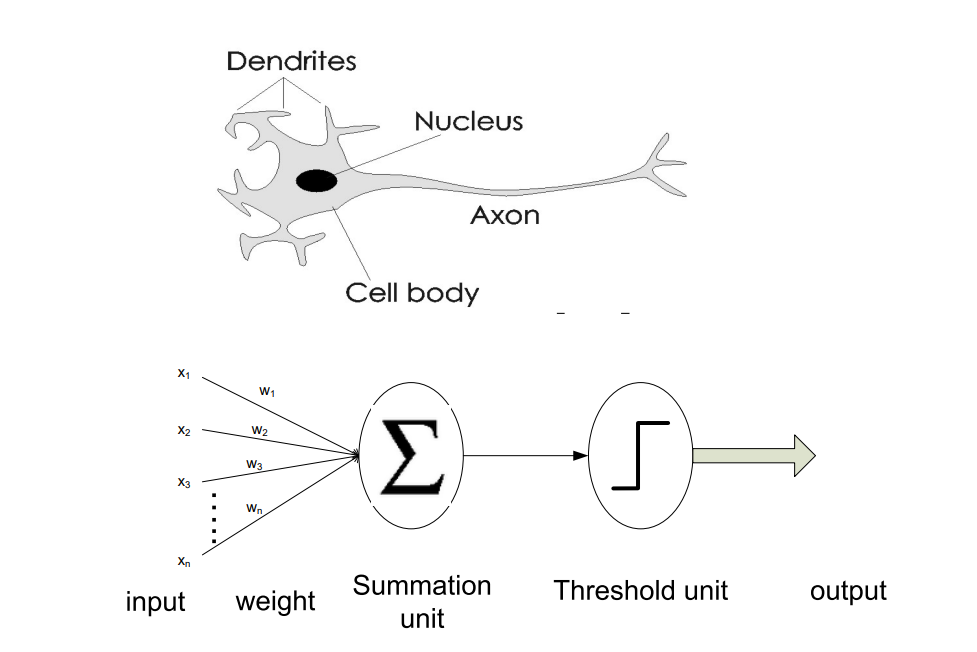 Dendrites
Nucleus
Axon
Cell body
x1
w1
x2
w2
w3
x3
wn
xn
Σ
input
weight
Summation
unit
Threshold unit
output